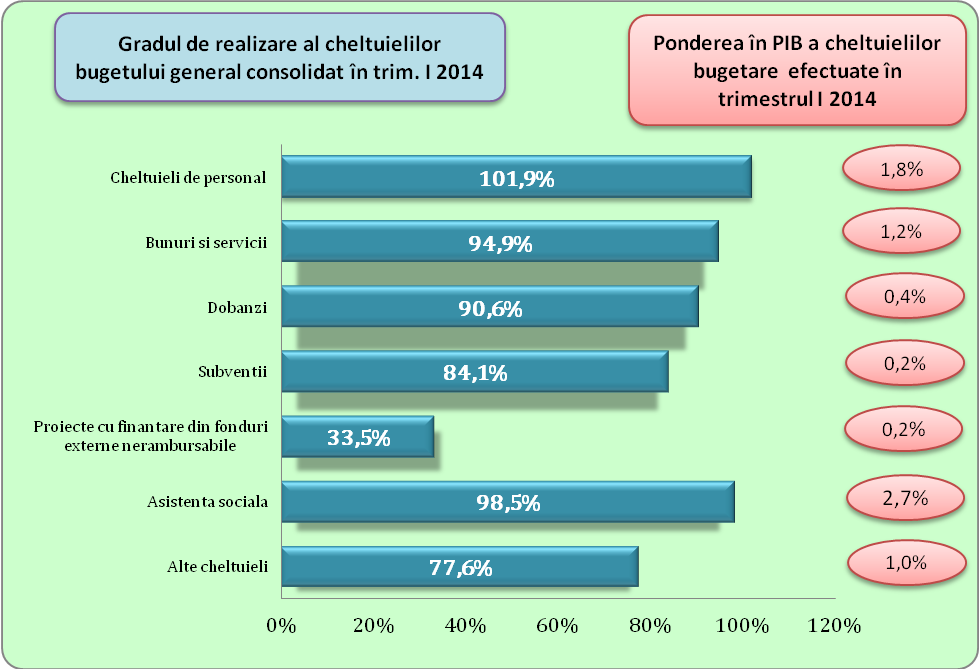 Gradul de realizare al cheltuielilor
bugetului general consolidat în trim. I 2014
Ponderea în PIB a cheltuielilor
bugetare efectuate în
trimestrul I 2014
Cheltuieli de personal
101,9%
1,8%
Bunuri si servicii
94,9%
1,2%
Dobanzi
90,6%
0,4%
Subventii
84,1%
0,2%
Proiecte cu finantare din fonduri
externe nerambursabile
33,5%
0,2%
Asistenta sociala
98,5%
2,7%
Alte cheltuieli
77,6%
1,0%
0% 20% 40% 60% 80% 100% 120%